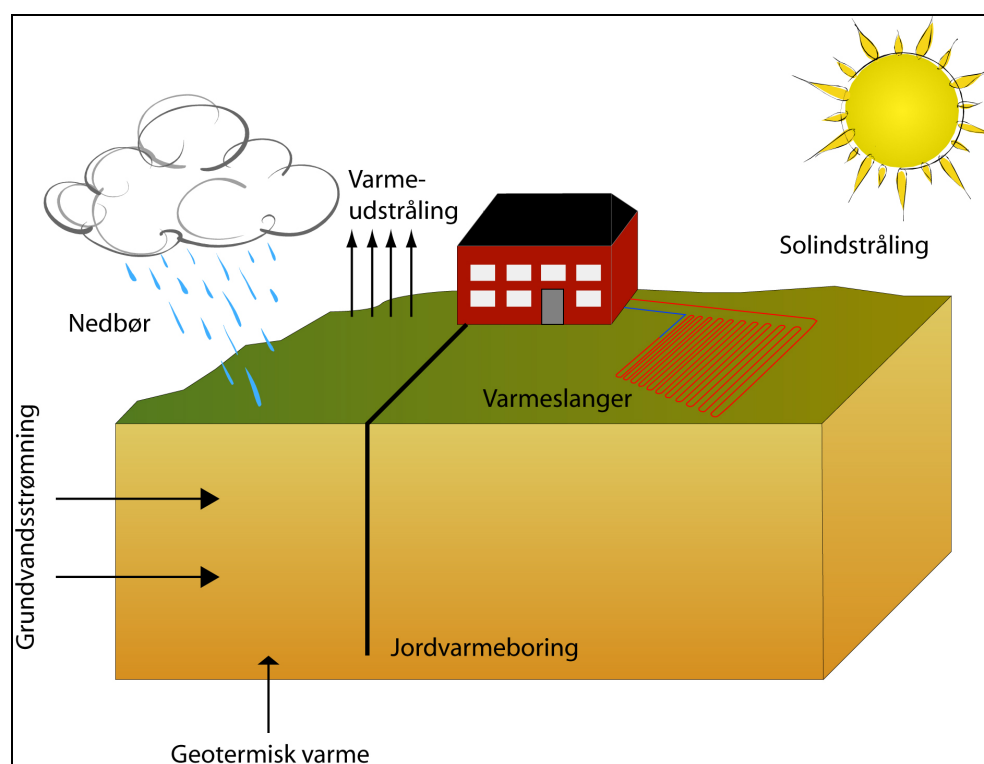 Varme-
udstråling
Solindstråling
Nedbør
Varmeslanger
Grundvandsstrømning
Jordvarmeboring
Geotermisk varme